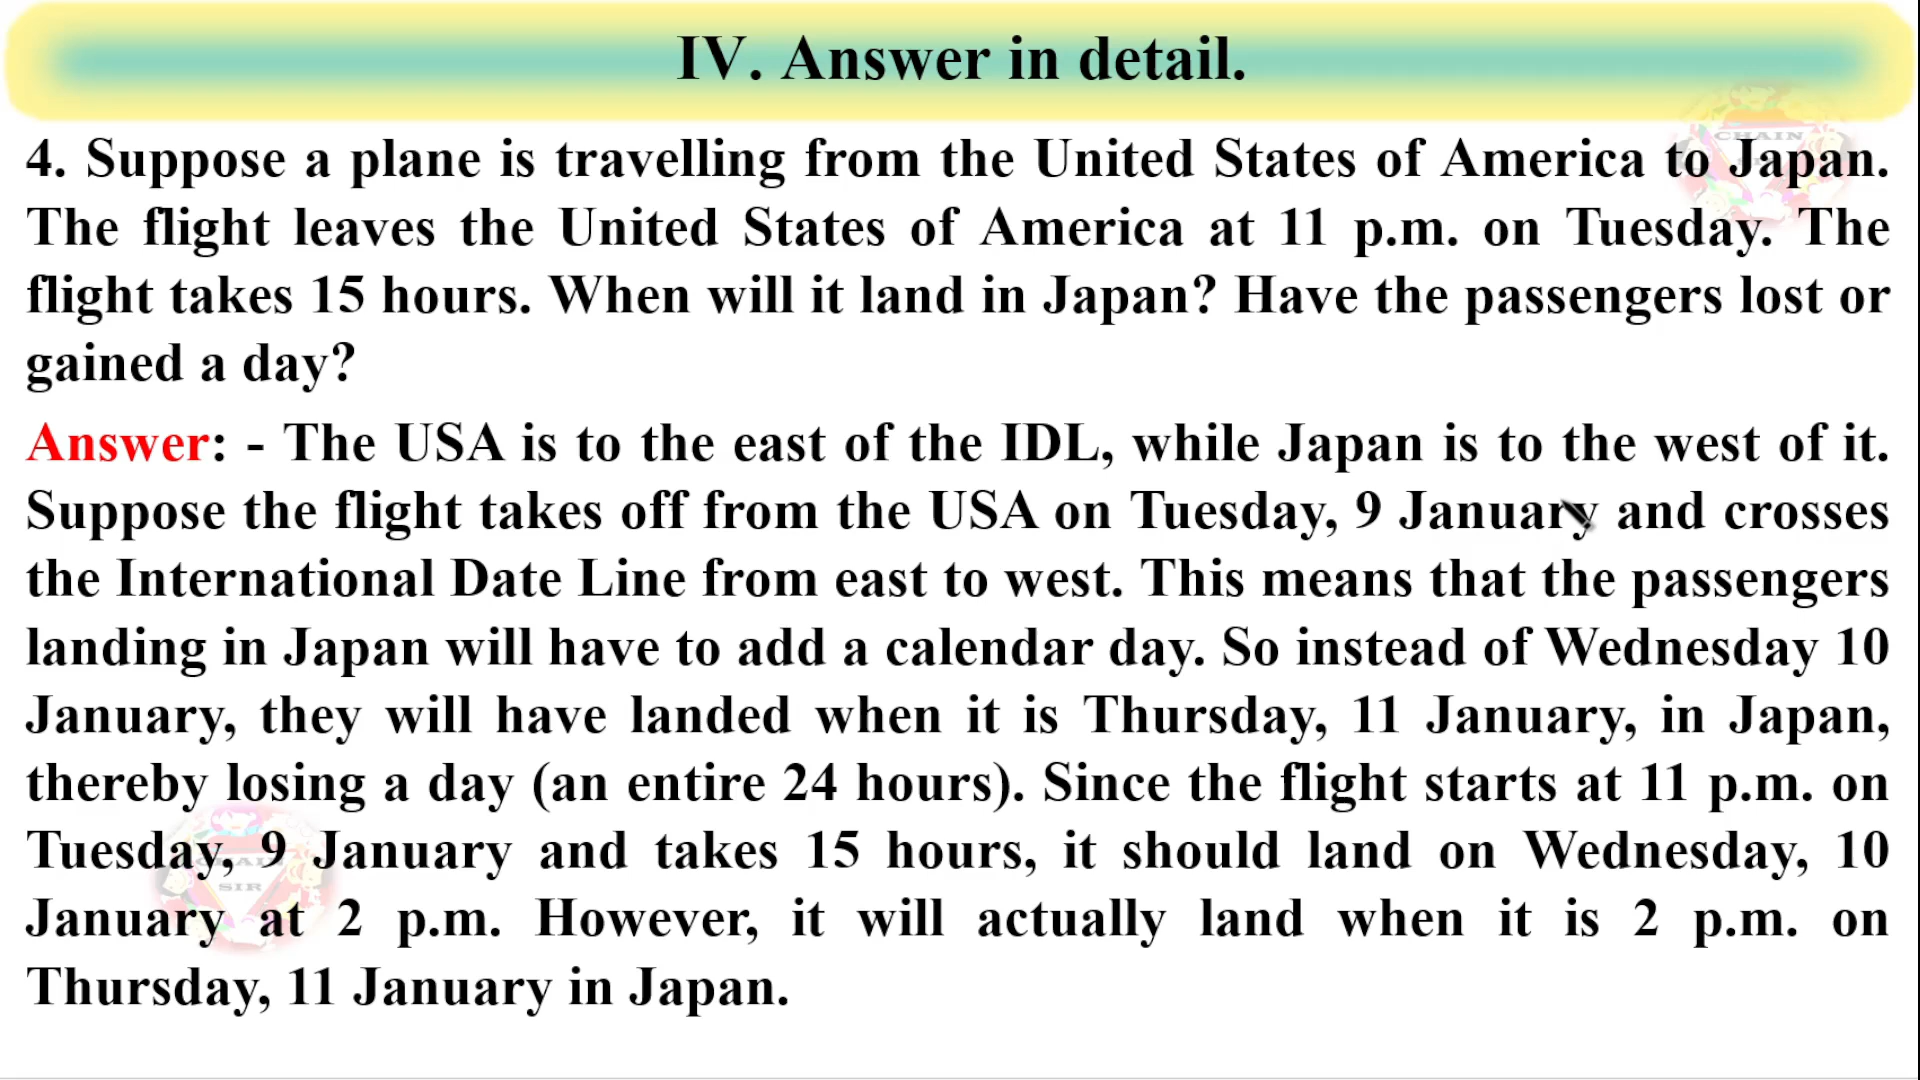 IV. Answer in detail.
4. Suppose a plane is travelling from the United States of America to Japan.
The flight leaves the United States of America at 11 p.m. on Tuesday. The
flight takes 15 hours. When will it land in Japan? Have the passengers lost or
gained a day?
Answer: - The USA is to the east of the IDL, while Japan is to the west of it.
Suppose the flight takes off from the USA on Tuesday, 9 January and crosses
the International Date Line from east to west. This means that the passengers
landing in Japan will have to add a calendar day. So instead of Wednesday 10
January, they will have landed when it is Thursday, 11 January, in Japan,
thereby losing a day (an entire 24 hours). Since the flight starts at 11 p.m. on
Tuesday, 9 January and takes 15 hours, it should land on Wednesday, 10
January at 2 p.m. However, it will actually land when it is 2 p.m. on
Thursday, 11 January in Japan.
CHAIN
CHAIN
SIR